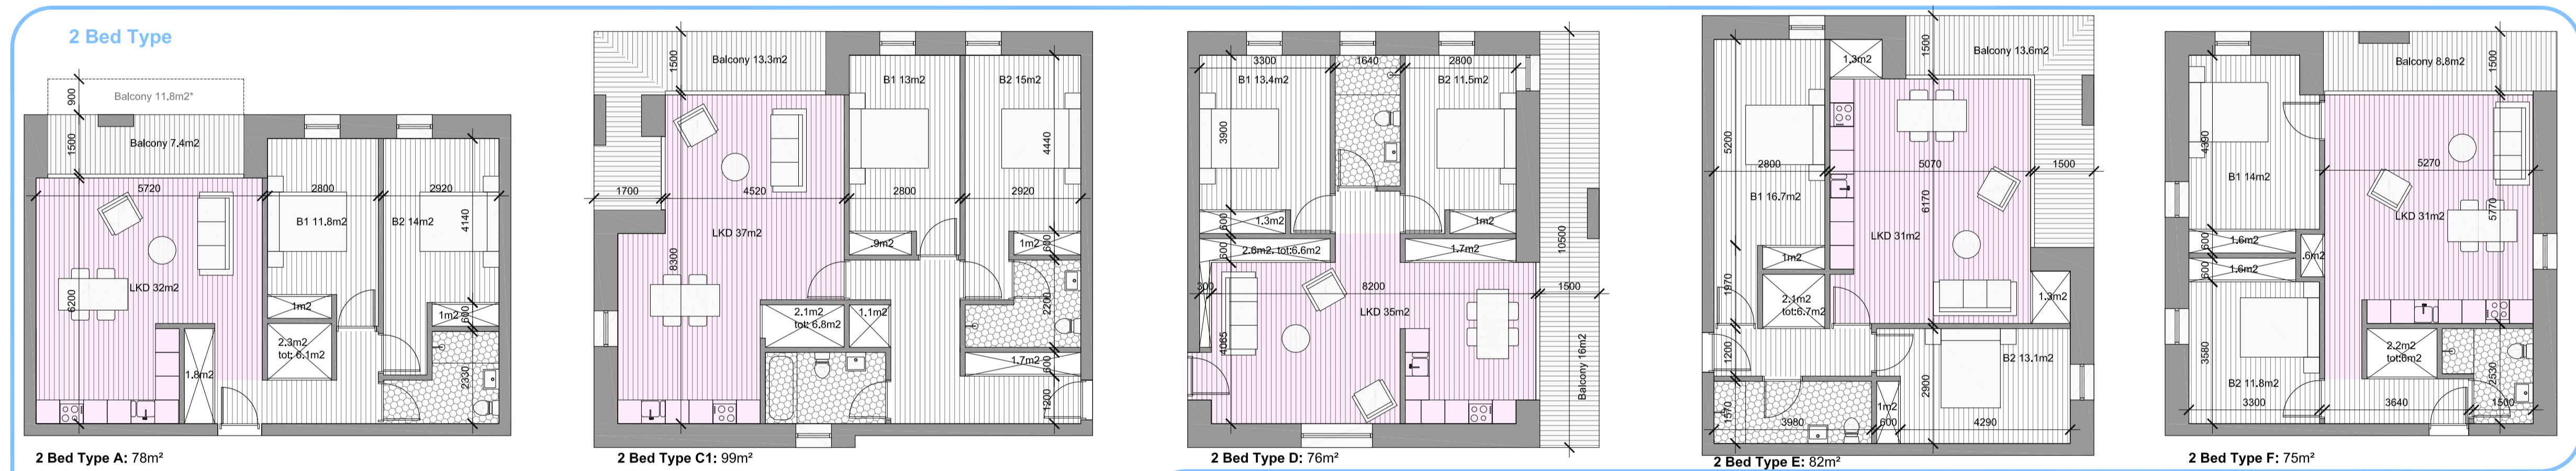 2 Bed Type
900
Balcony 11.8m2*
1500
Balcony 7.4m2
5720
2800
2920
B1 11.8m2
B2 14m2
4140
LKD 32m2
6200
1m2
1m2
600
2.3m2
tot: 6.1m2
1.8m2
2330
2 Bed Type A: 78m²
1500
Balcony 13.3m2
B1 13m2
B2 15m2
4440
1700
4520
2800
2920
LKD 37m2
8300
.9m2
1m2
600
2.1m2
tot: 6.8m2
1.1m2
2200
1.7m2
600
1200
2 Bed Type C1: 99m²
3300
1640
2800
B1 13.4m2
B2 11.5m2
3900
1.3m2
1m2
600
2.6m2. tot:6.6m2
1.7m2
600
10500
300
8200
1500
LKD 35m2
4065
Balcony 16m2
2 Bed Type D: 76m²
1500
Balcony 13.6m2
1.3m2
5200
2800
5070
1500
B1 16.7m2
6170
LKD 31m2
1m2
1970
2.1m2
tot:6.7m2
1.3m2
1200
B2 13.1m2
2900
1m2
1570
3980
600
4290
2 Bed Type E: 82m²
Balcony 8.8m2
1500
4390
5270
B1 14m2
LKD 31m2
5770
600
1.6m2
.6m2
600
1.6m2
3580
2.2m2
tot:6m2
2530
B2 11.8m2
3300
3640
1500
2 Bed Type F: 75m²